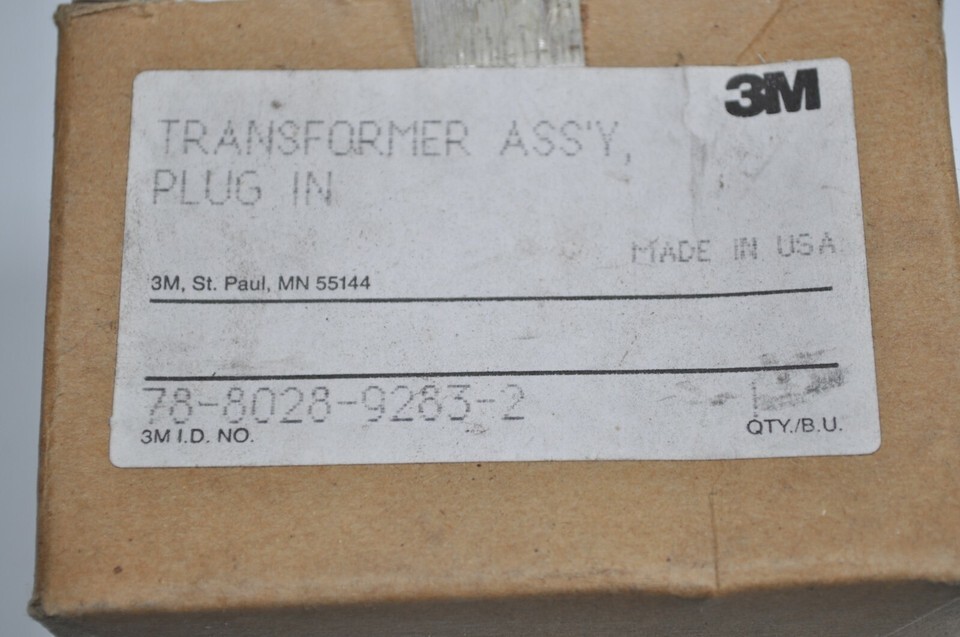 3M
TRANSFORMER ASS'Y,
PLUG IN
MADE IN USA
3M, St. Paul, MN 55144
78-8028-9283-2
3M I.D. NO.
QTY./B.U.